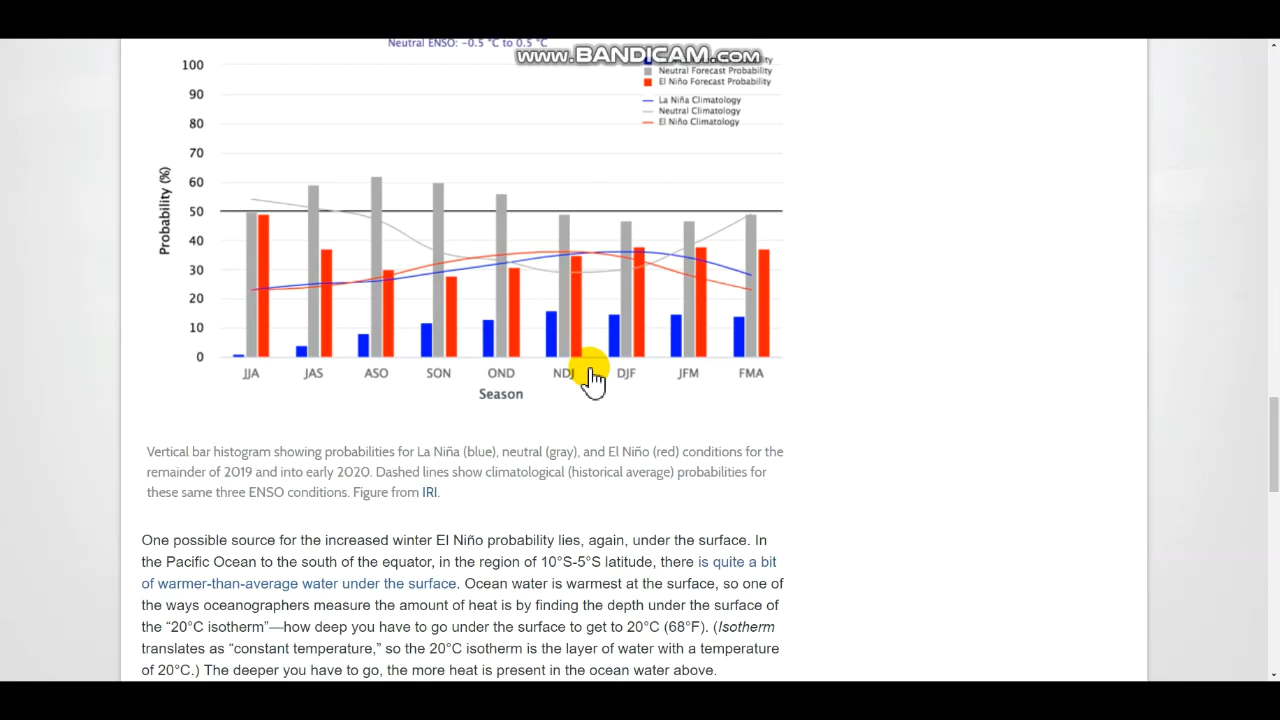 Neutral ENSO: -0.5 °C to 0.5 °C
www.BANDICAM.com
Neutral Forecast Probability
El Niño Forecast Probability
La Niña Climatology
Neutral Climatology
El Niño Climatology
100
90
80
70
60
50
40
30
20
10
0
Probability (%)
JJA JAS ASO SON OND NDJ DJF JFM FMA
Season
Vertical bar histogram showing probabilities for La Niña (blue), neutral (gray), and El Niño (red) conditions for the
remainder of 2019 and into early 2020. Dashed lines show climatological (historical average) probabilities for
these same three ENSO conditions. Figure from IRI.
One possible source for the increased winter El Niño probability lies, again, under the surface. In
the Pacific Ocean to the south of the equator, in the region of 10°S-5°S latitude, there is quite a bit
of warmer-than-average water under the surface. Ocean water is warmest at the surface, so one of
the ways oceanographers measure the amount of heat is by finding the depth under the surface of
the “20°C isotherm”—how deep you have to go under the surface to get to 20°C (68°F). (Isotherm
translates as “constant temperature,” so the 20°C isotherm is the layer of water with a temperature
of 20°C.) The deeper you have to go, the more heat is present in the ocean water above.